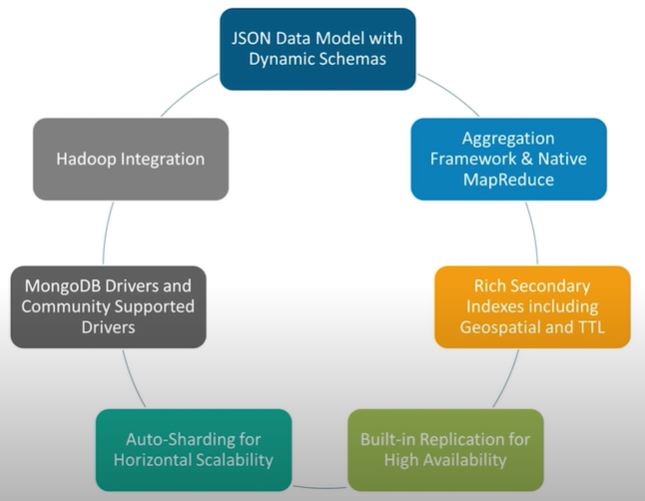 JSON Data Model with
Dynamic Schemas
Aggregation
Framework & Native
MapReduce
Rich Secondary
Indexes including
Geospatial and TTL
Built-in Replication for
High Availability
Auto-Sharding for
Horizontal Scalability
MongoDB Drivers and
Community Supported
Drivers
Hadoop Integration